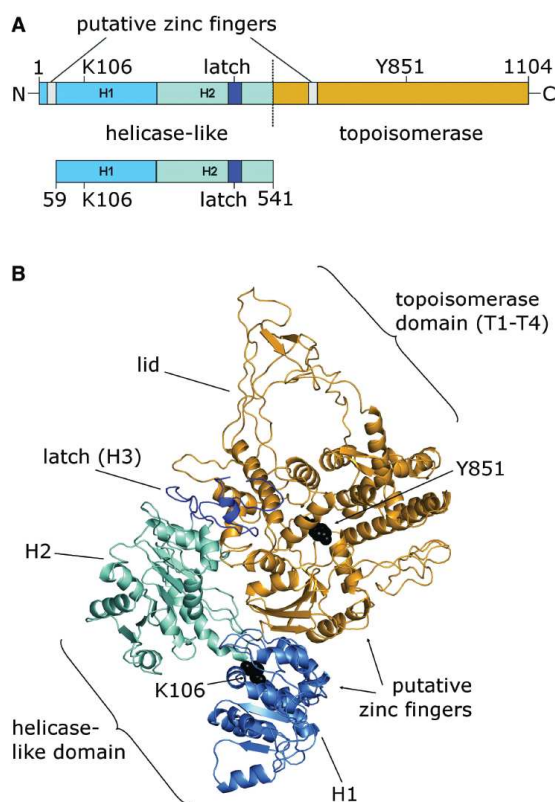 A
putative zinc fingers
1 K106 latch Y851 1104
N H1 H2 C
helicase-like topoisomerase
H1 H2
59 K106 latch 541
B
topoisomerase
domain (T1-T4)
lid
latch (H3)
Y851
H2
K106
putative
zinc fingers
helicase-
like domain
H1